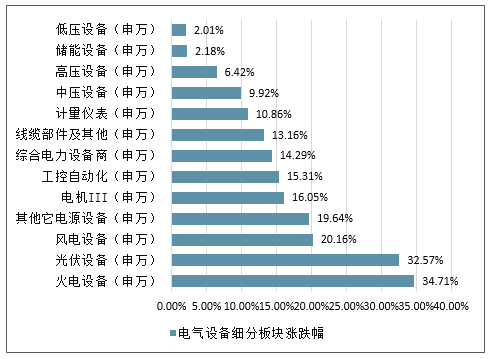 低压设备（申万） 2.01%
储能设备（申万） 2.18%
高压设备（申万） 6.42%
中压设备（申万） 9.92%
计量仪表（申万） 10.86%
线缆部件及其他（申万） 13.16%
综合电力设备商（申万） 14.29%
工控自动化（申万） 15.31%
电机III（申万） 16.05%
其他它电源设备（申万） 19.64%
风电设备（申万） 20.16%
光伏设备（申万） 32.57%
火电设备（申万） 34.71%
0.00% 5.00% 10.00% 15.00% 20.00% 25.00% 30.00% 35.00% 40.00%
电气设备细分板块涨跌幅